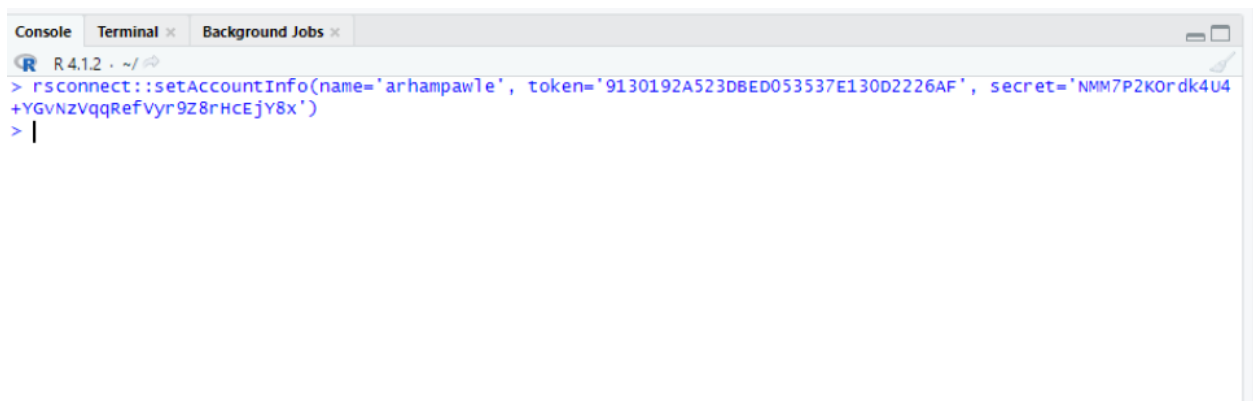 Console Terminal Background Jobs
R 4.1.2 · ~/
> rsconnect::setAccountInfo(name='arhampawle', token='9130192A523DBED053537E130D2226AF', secret='NMM7P2KOrdk4U4
+YGvNzVqqRefVyr9Z8rHcEjY8x')
>